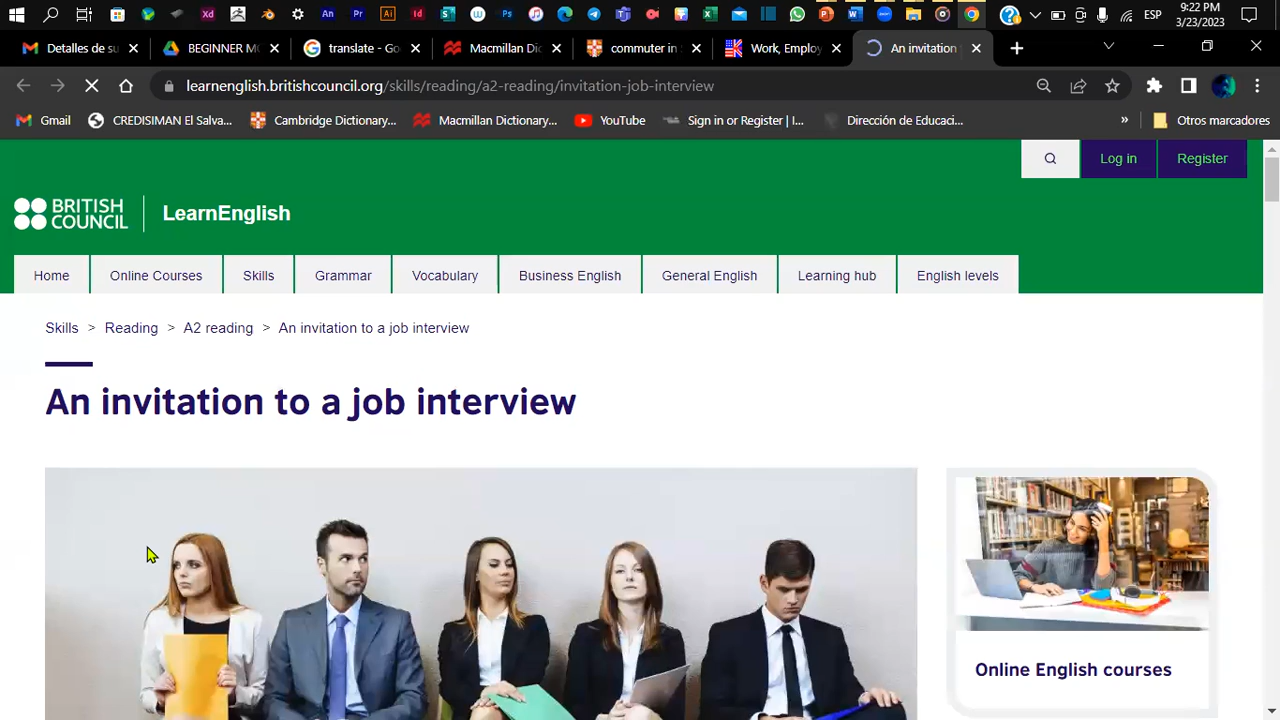 9:22 PM
ESP
3/23/2023
Detalles de su
BEGINNER MO
translate - Goo
Macmillan Dic
commuter in S
Work, Employ
An invitation
learnenglish.britishcouncil.org/skills/reading/a2-reading/invitation-job-interview
Gmail
CREDISIMAN El Salva...
Cambridge Dictionary...
Macmillan Dictionary...
YouTube
Sign in or Register | I...
Dirección de Educaci...
»
Otros marcadores
Log in
Register
BRITISH
COUNCIL
LearnEnglish
Home
Online Courses
Skills
Grammar
Vocabulary
Business English
General English
Learning hub
English levels
Skills > Reading > A2 reading > An invitation to a job interview
An invitation to a job interview
Online English courses